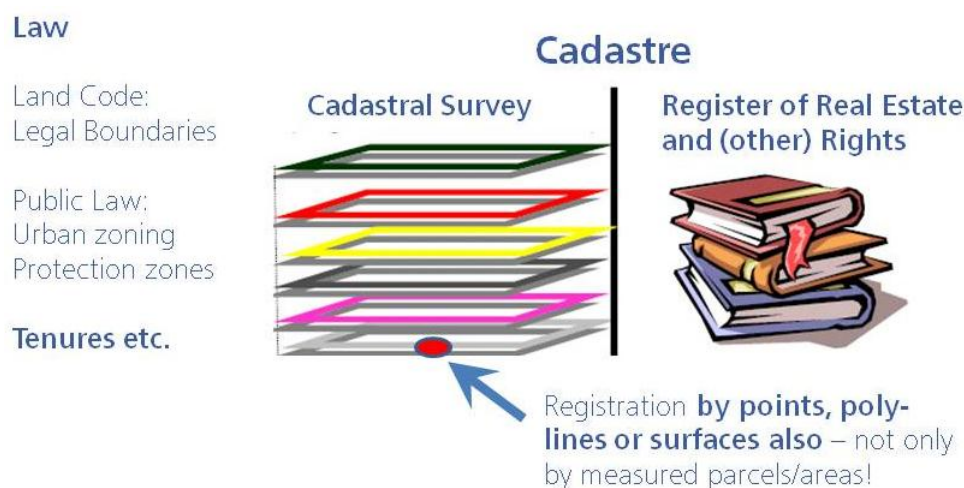 Law
Land Code:
Legal Boundaries
Public Law:
Urban zoning
Protection zones
Tenures etc.
Cadastre
Cadastral Survey
Register of Real Estate
and (other) Rights
Registration by points, poly-
lines or surfaces also – not only
by measured parcels/areas!